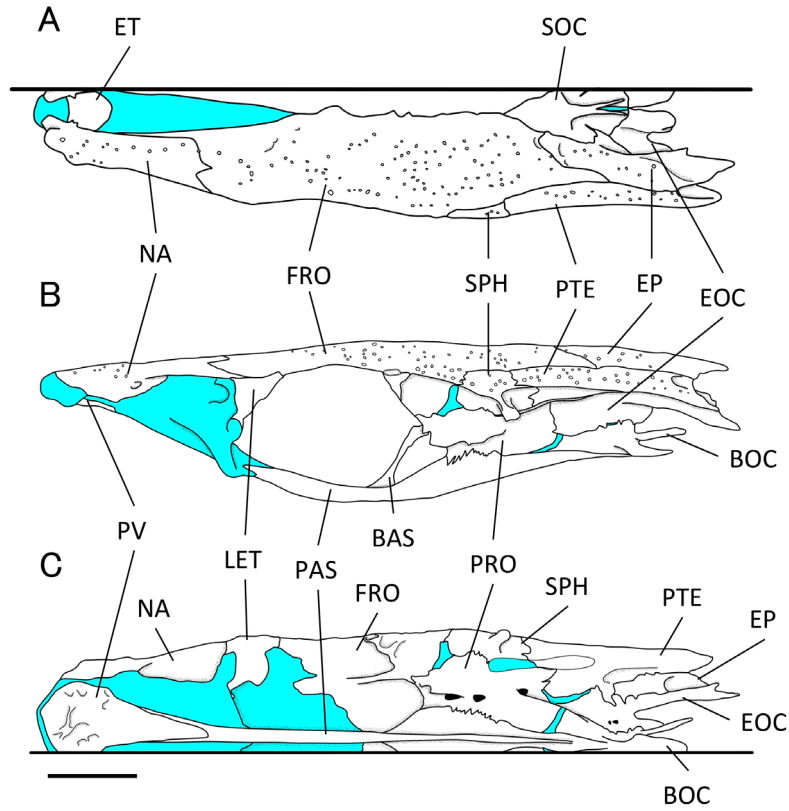 A
ET
SOC
NA
FRO
SPH
PTE
EP
EOC
B
BOC
PV
LET
PAS
BAS
PRO
C
NA
FRO
SPH
PTE
EP
EOC
BOC